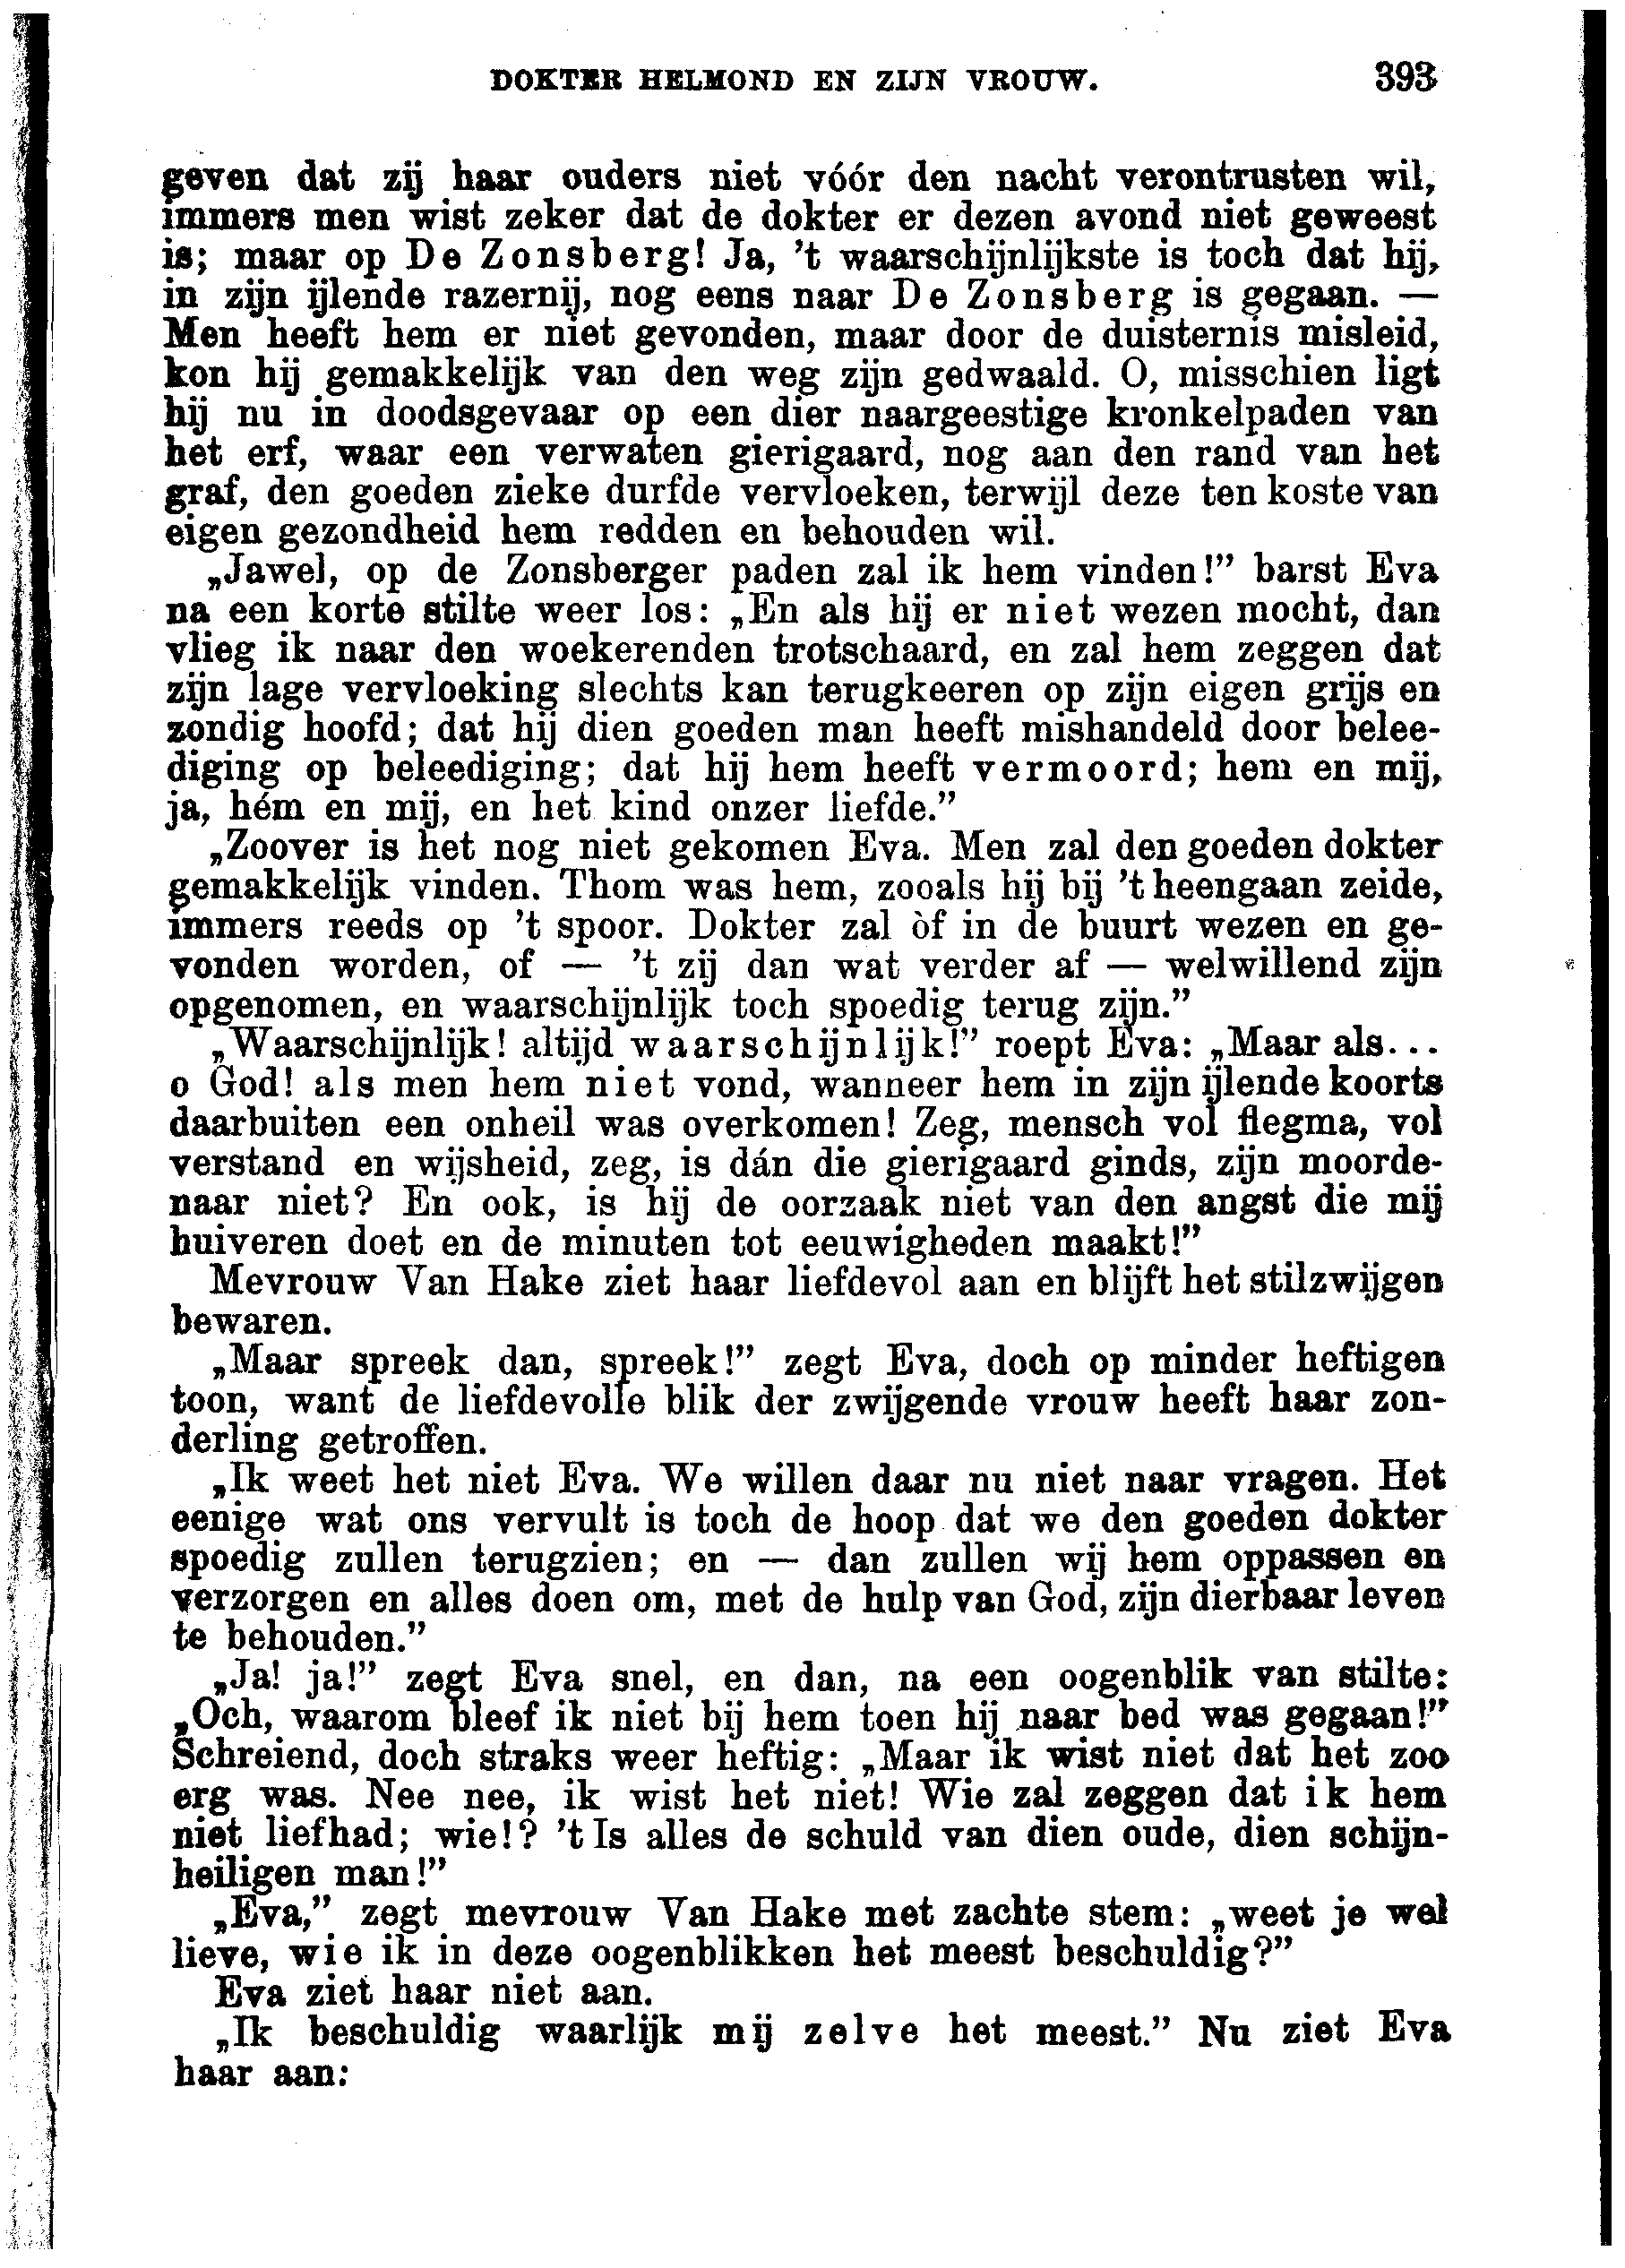 DOKTER HELMOND EN ZIJN VROUW. 393
geven dat zij haar ouders niet vóór den nacht verontrusten wil,
immers men wist zeker dat de dokter er dezen avond niet geweest
is; maar op De Zonsberg! Ja, 't waarschijnlijkste is toch dat hij,
in zijn ijlende razernij, nog eens naar De Zonsberg is gegaan. —
Men heeft hem er niet gevonden, maar door de duisternis misleid,
kon hij gemakkelijk van den weg zijn gedwaald. O, misschien ligt
hij nu in doodsgevaar op een dier naargeestige kronkelpaden van
het erf, waar een verwaten gierigaard, nog aan den rand van het
graf, den goeden zieke durfde vervloeken, terwijl deze ten koste van
eigen gezondheid hem redden en behouden wil.
„Jawel, op de Zonsberger paden zal ik hem vinden!” barst Eva
na een korte stilte weer los: „En als hij er niet wezen mocht, dan
vlieg ik naar den woekerenden trotschaard, en zal hem zeggen dat
zijn lage vervloeking slechts kan terugkeeren op zijn eigen grijs en
zondig hoofd; dat hij dien goeden man heeft mishandeld door belee-
diging op beleediging; dat hij hem heeft vermoord; hem en mij,
ja, hém en mij, en het kind onzer liefde.”
„Zoover is het nog niet gekomen Eva. Men zal den goeden dokter
gemakkelijk vinden. Thom was hem, zooals hij bij 't heengaan zeide,
immers reeds op 't spoor. Dokter zal òf in de buurt wezen en ge-
vonden worden, of — 't zij dan wat verder af — welwillend zijn
opgenomen, en waarschijnlijk toch spoedig terug zijn.”
„Waarschijnlijk! altijd waarschijnlijk!” roept Eva: „Maar als...
o God! als men hem niet vond, wanneer hem in zijn ijlende koorts
daarbuiten een onheil was overkomen! Zeg, mensch vol flegma, vol
verstand en wijsheid, zeg, is dán die gierigaard ginds, zijn moorde-
naar niet? En ook, is hij de oorzaak niet van den angst die mij
huiveren doet en de minuten tot eeuwigheden maakt!”
Mevrouw Van Hake ziet haar liefdevol aan en blijft het stilzwijgen
bewaren.
„Maar spreek dan, spreek!” zegt Eva, doch op minder heftigen
toon, want de liefdevolle blik der zwijgende vrouw heeft haar zon-
derling getroffen.
„Ik weet het niet Eva. We willen daar nu niet naar vragen. Het
eenige wat ons vervult is toch de hoop dat we den goeden dokter
spoedig zullen terugzien; en — dan zullen wij hem oppassen en
verzorgen en alles doen om, met de hulp van God, zijn dierbaar leven
te behouden.”
„Ja! ja!” zegt Eva snel, en dan, na een oogenblik van stilte:
„Och, waarom bleef ik niet bij hem toen hij naar bed was gegaan!”
Schreiend, doch straks weer heftig: „Maar ik wist niet dat het zoo
erg was. Nee nee, ik wist het niet! Wie zal zeggen dat ik hem
niet liefhad; wie!? 't Is alles de schuld van dien oude, dien schijn-
heiligen man!”
„Eva,” zegt mevrouw Van Hake met zachte stem: „weet je wel
lieve, wie ik in deze oogenblikken het meest beschuldig?”
Eva ziet haar niet aan.
„Ik beschuldig waarlijk mij zelve het meest.” Nu ziet Eva
haar aan: